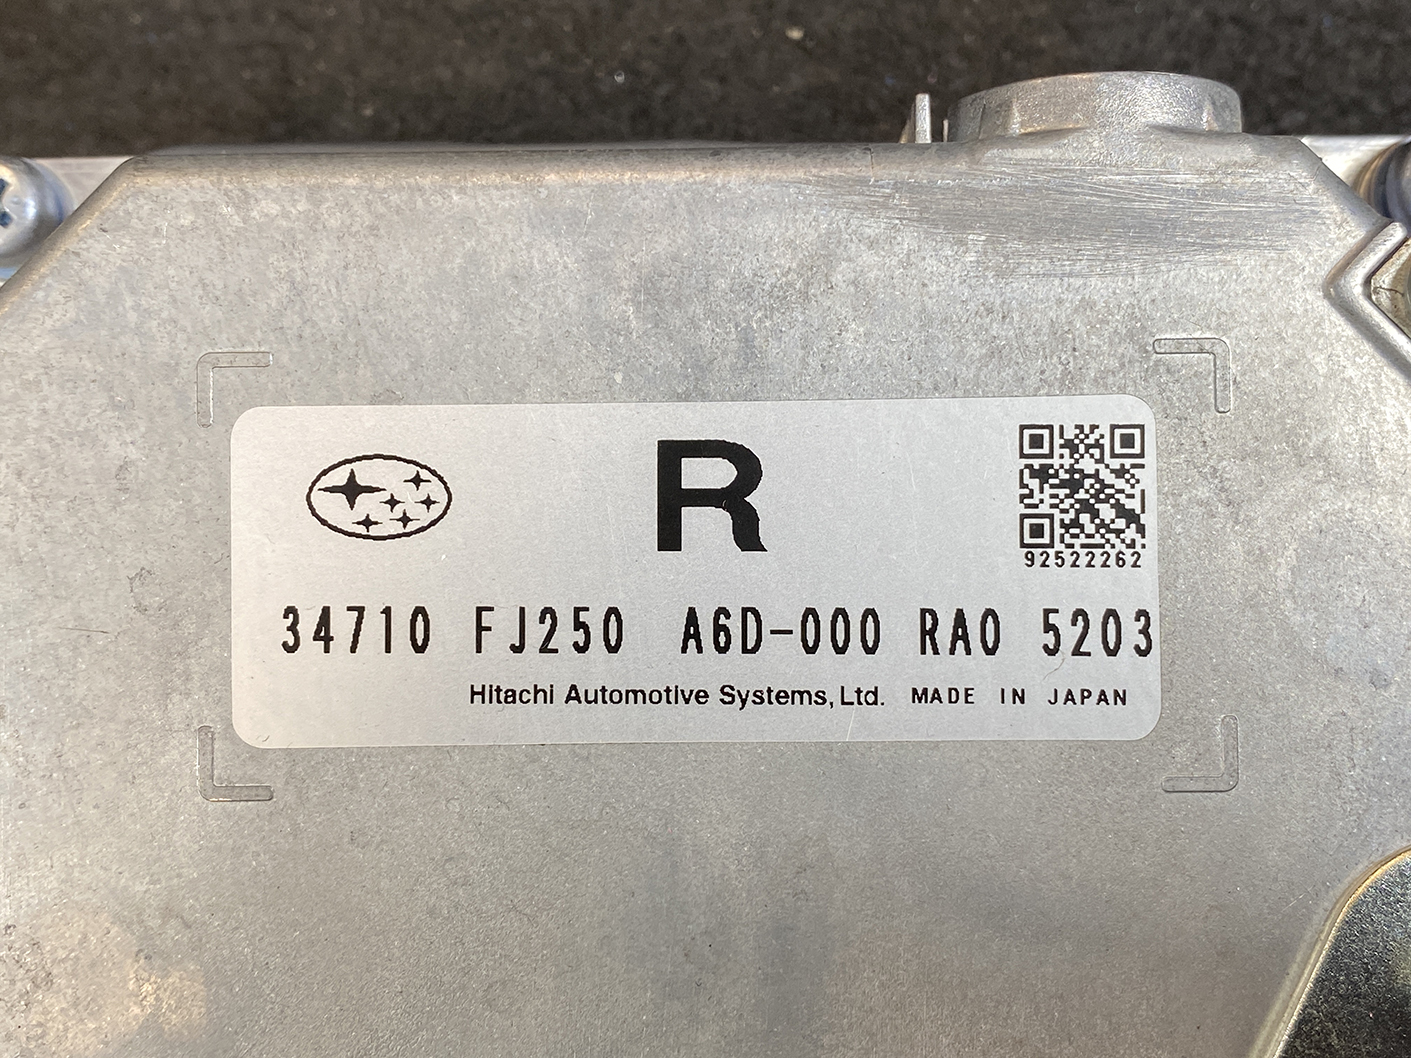 R
92522262
34710 FJ250 A6D-000 RA0 5203
Hitachi Automotive Systems, Ltd. MADE IN JAPAN